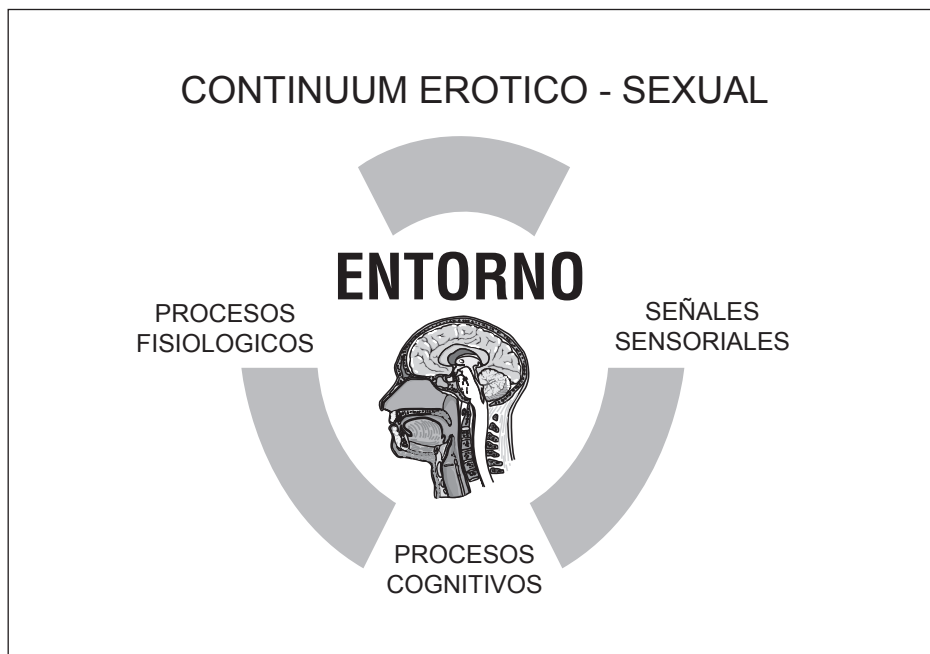 CONTINUUM EROTICO - SEXUAL
ENTORNO
PROCESOS
FISIOLOGICOS
SEÑALES
SENSORIALES
PROCESOS
COGNITIVOS